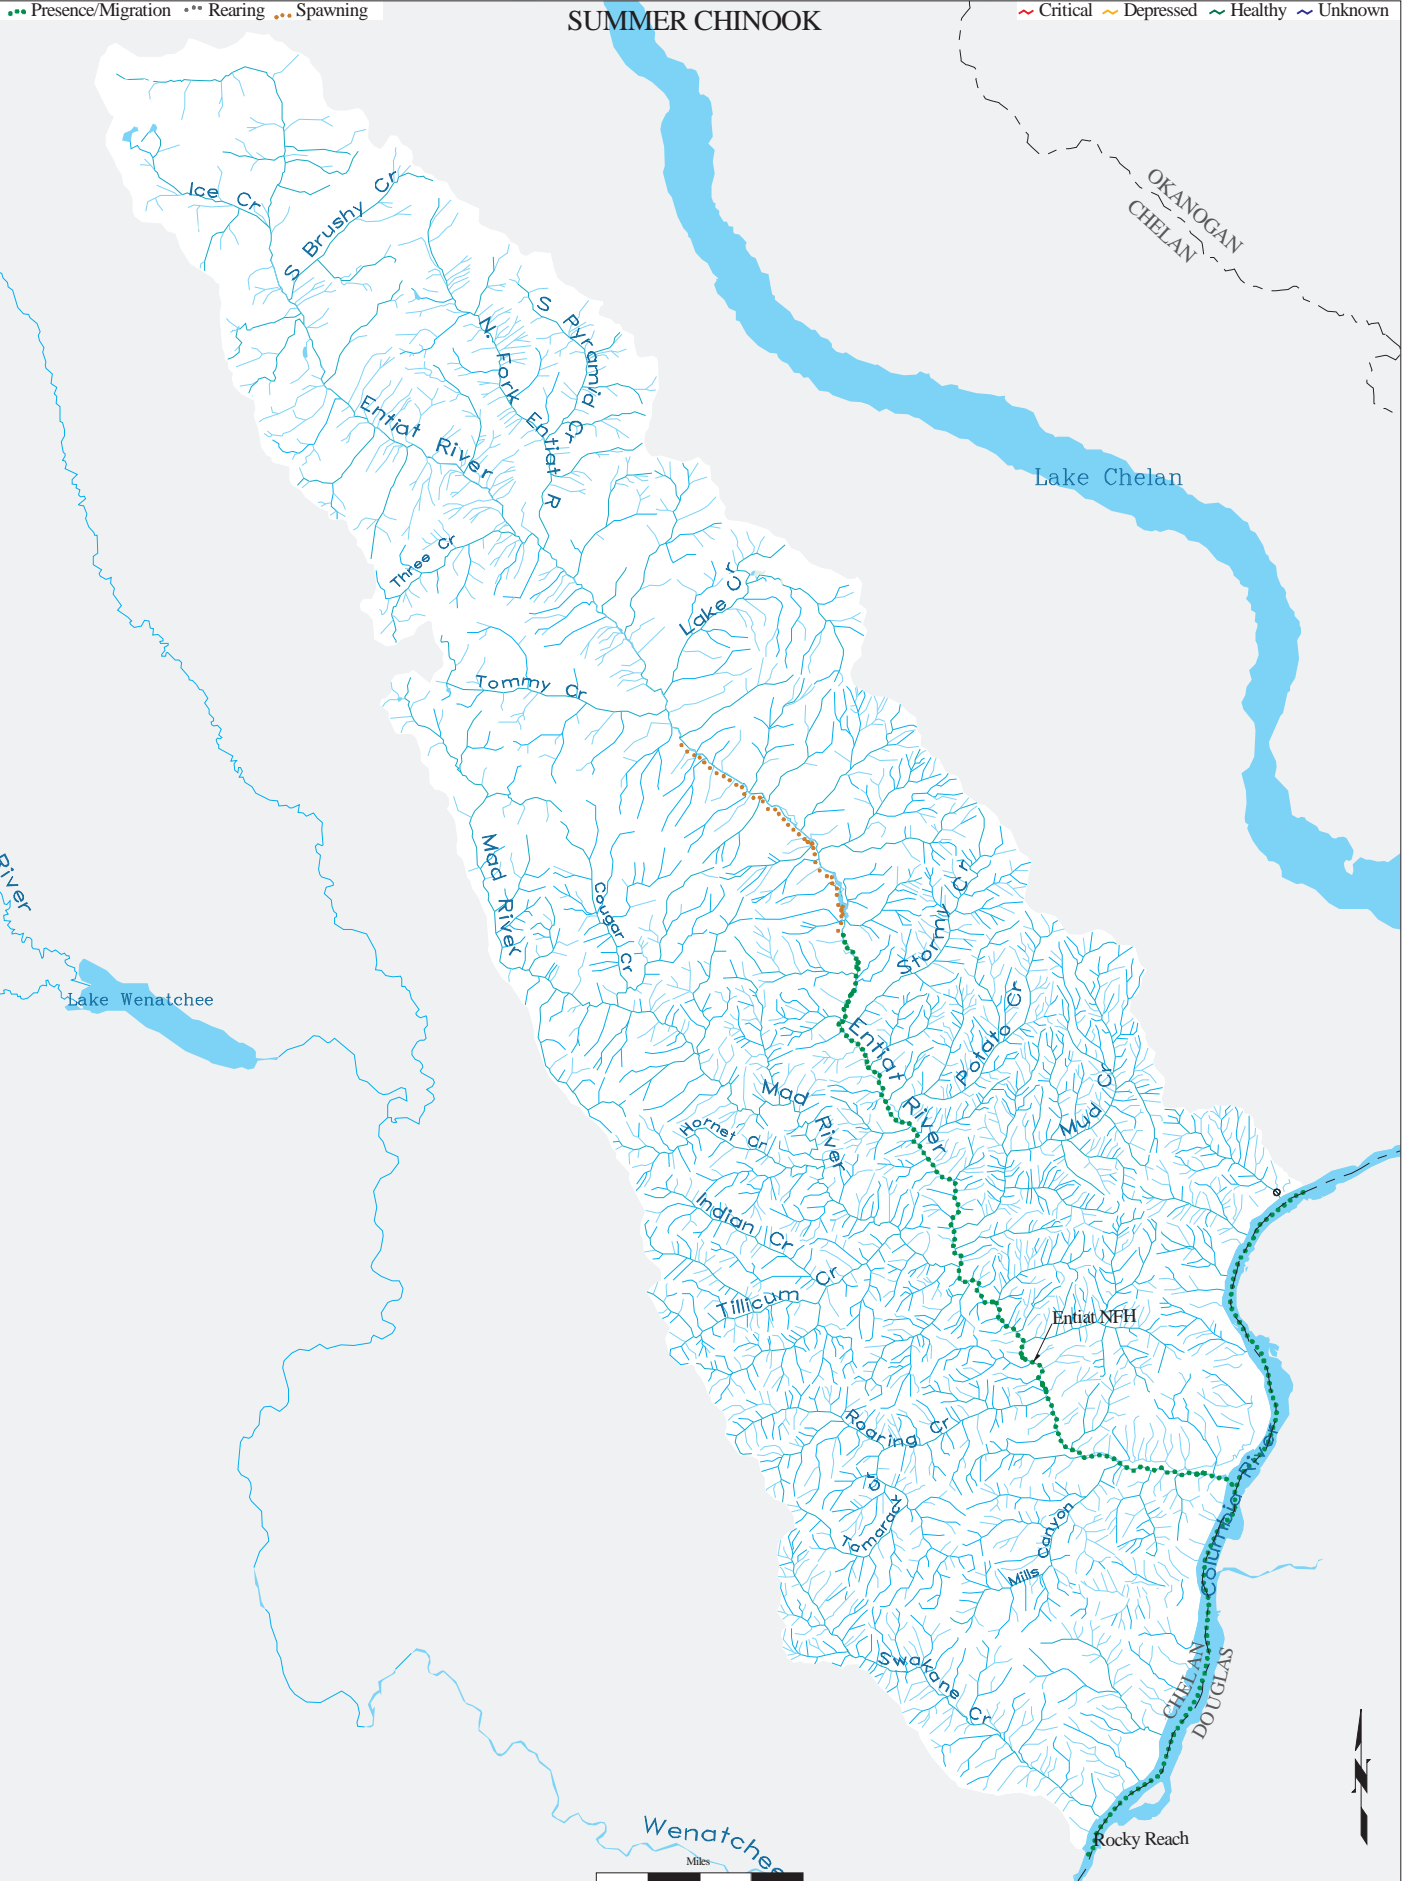 Presence/Migration Rearing Spawning
SUMMER CHINOOK
Critical Depressed Healthy Unknown
OKANOGAN
CHELAN
Ice Cr
S Brushy Cr
S Pyramid Cr
N. Fork Entiat R
Entiat River
Lake Chelan
Three Cr
Lake Cr
Tommy Cr
Mad River
Cougar Cr
Stormy Cr
River
Lake Wenatchee
Potato Cr
Entiat River
Mud Cr
Mad River
Hornet Cr
Indian Cr
Tillicum Cr
Entiat NFH
Roaring Cr
Tamarack Cr
Mills Canyon
Columbia River
Swakane Cr
CHELAN
DOUGLAS
N
Wenatchee
Rocky Reach
Miles